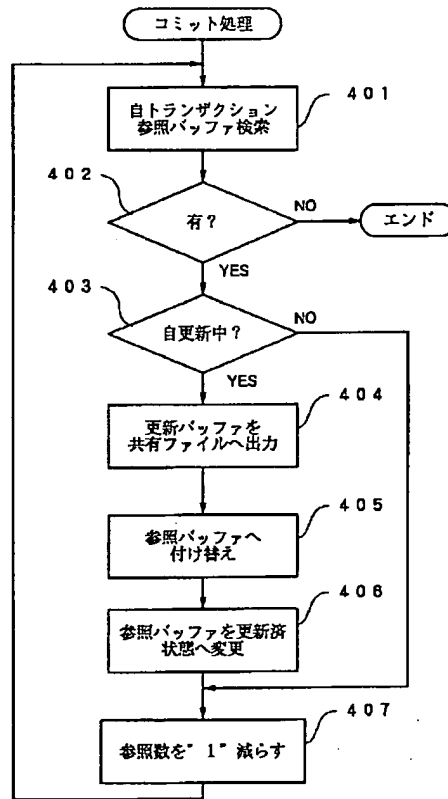 コミット処理
401
自トランザクション
参照バッファ検索
402
有?
NO
エンド
YES
403
自更新中?
NO
YES
404
更新バッファを
共有ファイルへ出力
405
参照バッファへ
付け替え
406
参照バッファを更新済
状態へ変更
407
参照数を"1"減らす